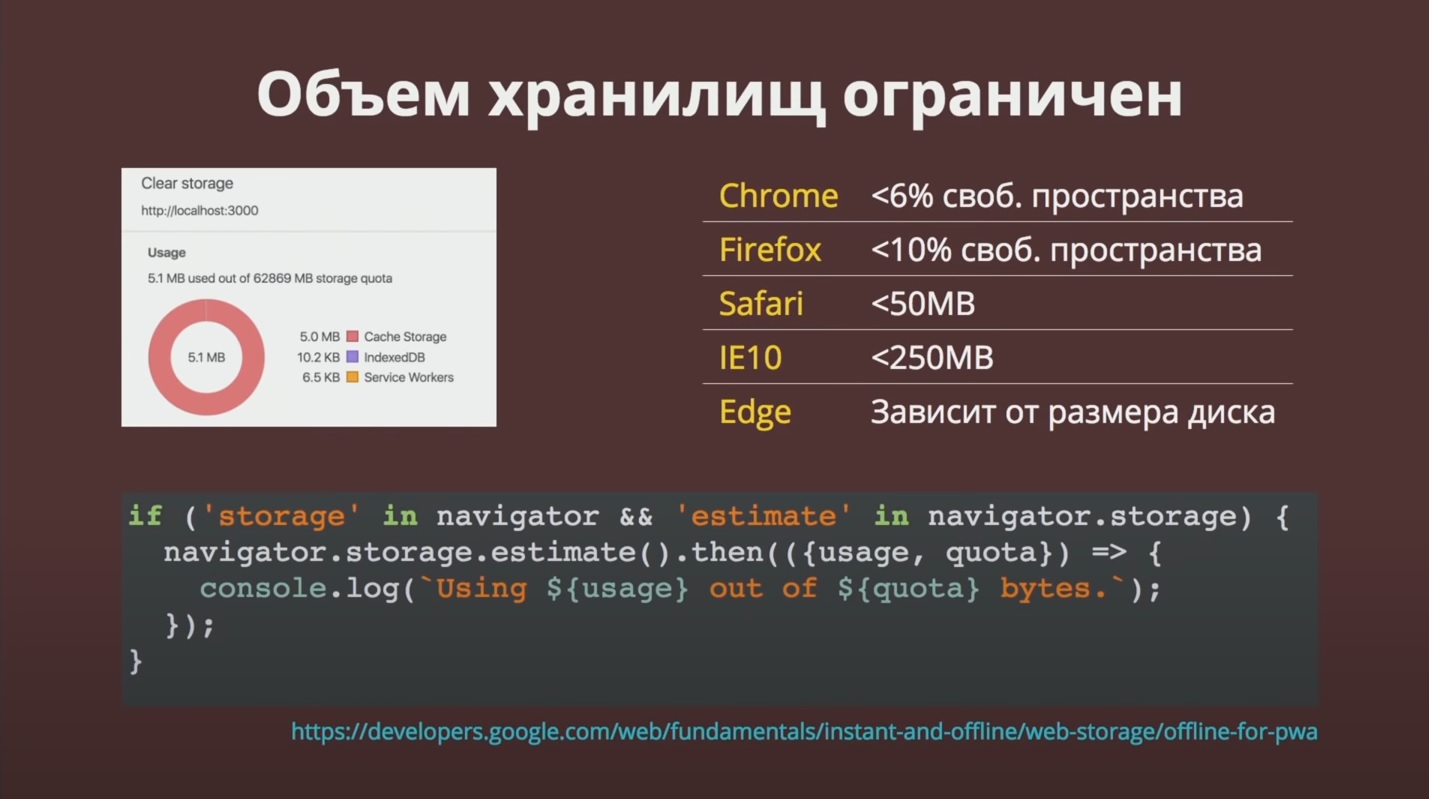 Объем хранилищ ограничен
Clear storage
http://localhost:3000
Usage
5.1 MB used out of 62869 MB storage quota
5.1 MB
5.0 MB Cache Storage
10.2 KB IndexedDB
6.5 KB Service Workers
Chrome <6% своб. пространства
Firefox <10% своб. пространства
Safari <50MB
IE10 <250MB
Edge Зависит от размера диска
if ('storage' in navigator && 'estimate' in navigator.storage) {
  navigator.storage.estimate().then(({usage, quota}) => {
    console.log(`Using ${usage} out of ${quota} bytes.`);
  });
}
https://developers.google.com/web/fundamentals/instant-and-offline/web-storage/offline-for-pwa